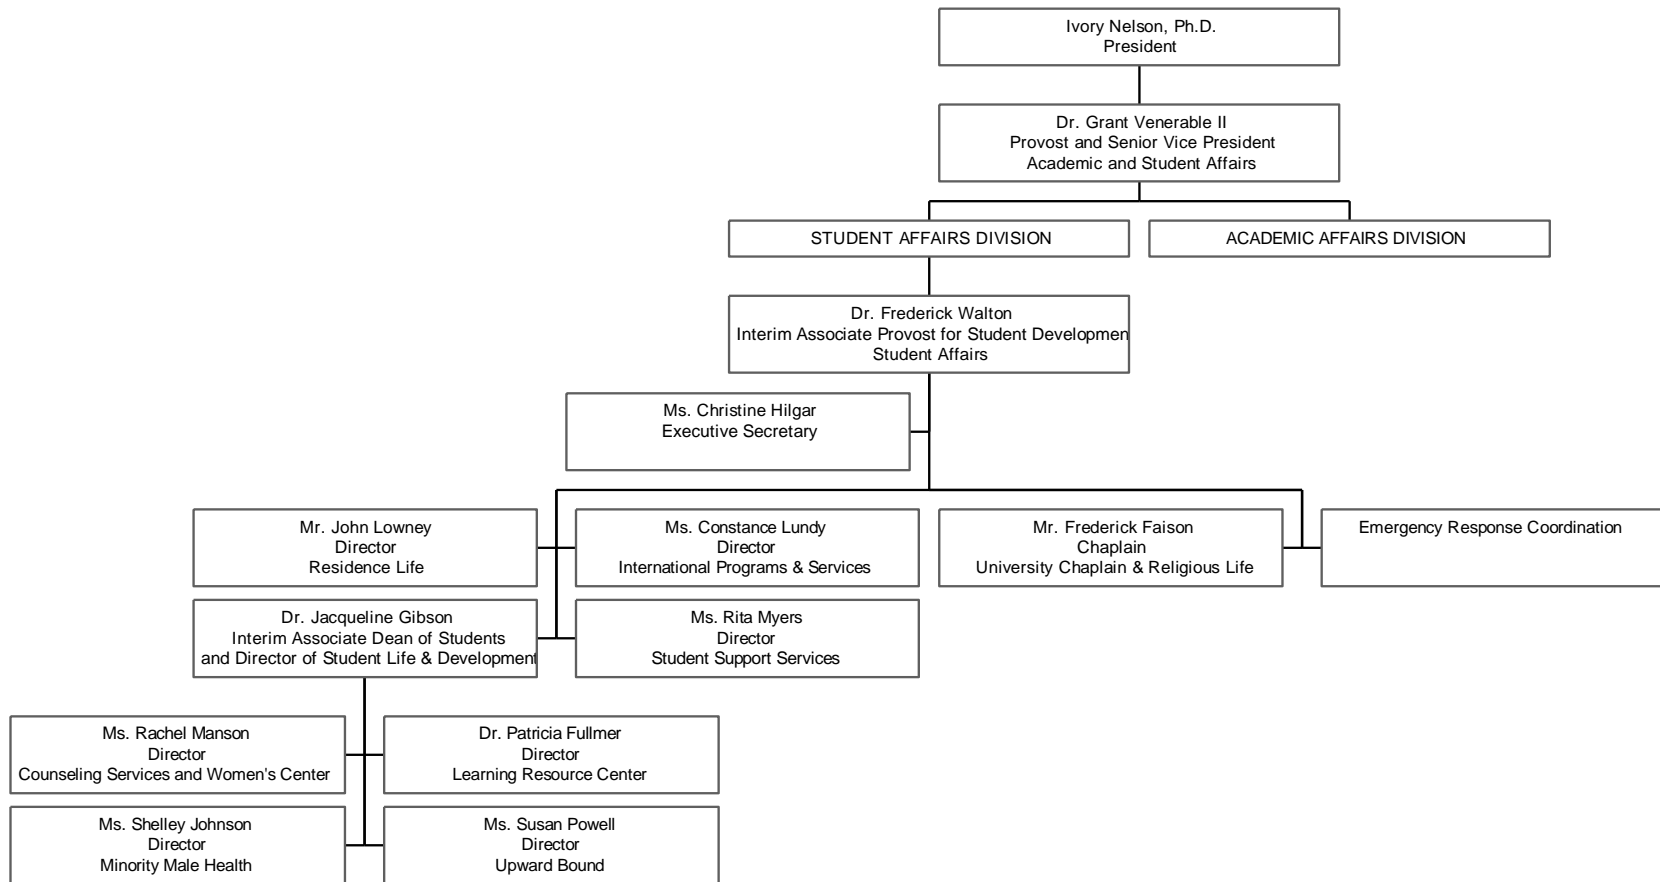 Ivory Nelson, Ph.D.
President
Dr. Grant Venerable II
Provost and Senior Vice President
Academic and Student Affairs
STUDENT AFFAIRS DIVISION
ACADEMIC AFFAIRS DIVISION
Dr. Frederick Walton
Interim Associate Provost for Student Developmen
Student Affairs
Ms. Christine Hilgar
Executive Secretary
Mr. John Lowney
Director
Residence Life
Ms. Constance Lundy
Director
International Programs & Services
Mr. Frederick Faison
Chaplain
University Chaplain & Religious Life
Emergency Response Coordination
Dr. Jacqueline Gibson
Interim Associate Dean of Students
and Director of Student Life & Development
Ms. Rita Myers
Director
Student Support Services
Ms. Rachel Manson
Director
Counseling Services and Women's Center
Dr. Patricia Fullmer
Director
Learning Resource Center
Ms. Shelley Johnson
Director
Minority Male Health
Ms. Susan Powell
Director
Upward Bound